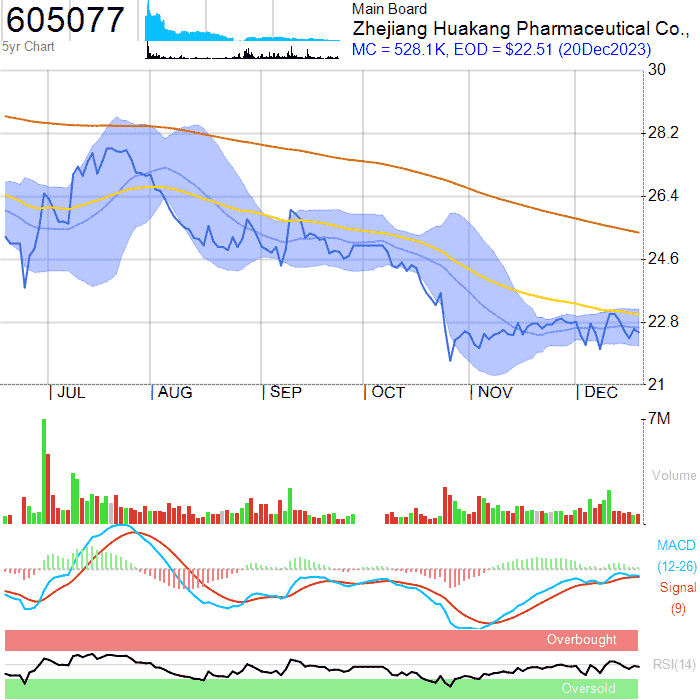 605077
5yr Chart
Main Board
Zhejiang Huakang Pharmaceutical Co.,
MC = 528.1K, EOD = $22.51 (20Dec2023)
30
28.2
26.4
24.6
22.8
21
JUL
AUG
SEP
OCT
NOV
DEC
7M
Volume
MACD
(12-26)
Signal
(9)
Overbought
RSI(14)
Oversold